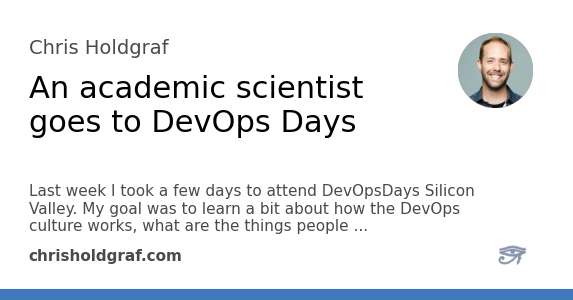 Chris Holdgraf
An academic scientist
goes to DevOps Days
Last week I took a few days to attend DevOpsDays Silicon
Valley. My goal was to learn a bit about how the DevOps
culture works, what are the things people ...
chrisholdgraf.com